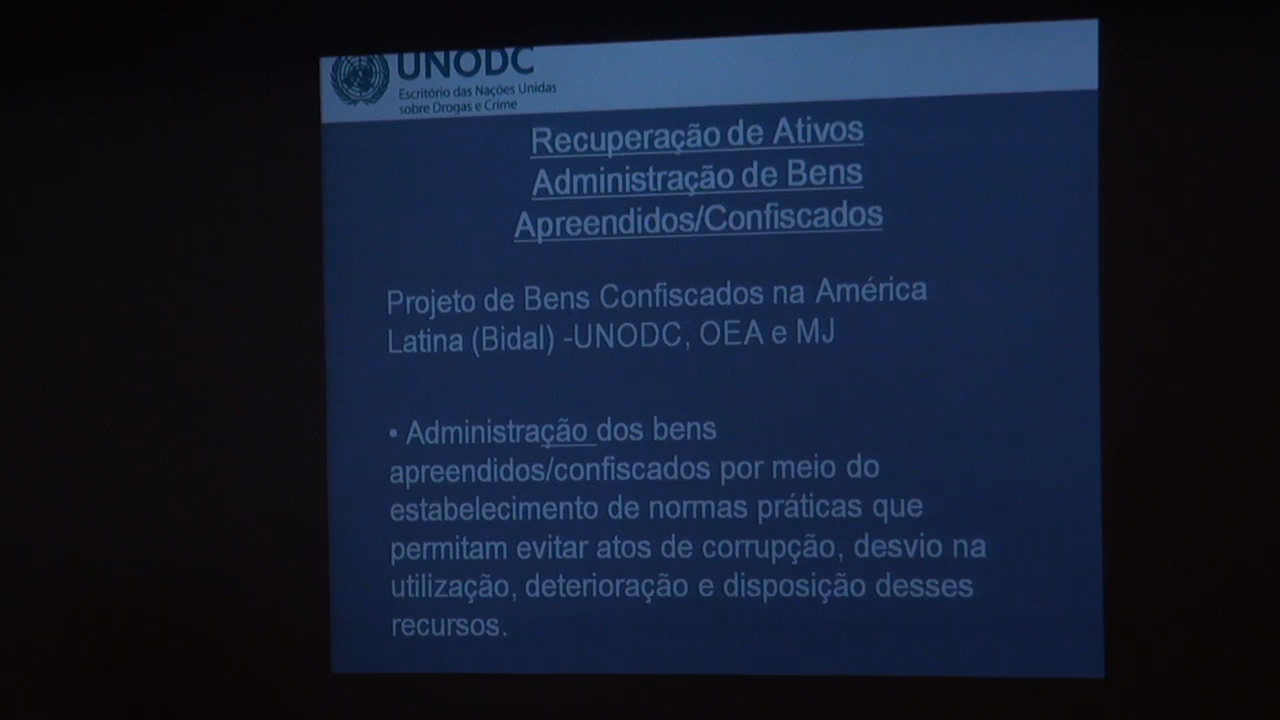 UNODC
Escritório das Nações Unidas
sobre Drogas e Crime
Recuperação de Ativos
Administração de Bens
Apreendidos/Confiscados
Projeto de Bens Confiscados na América
Latina (Bidal) -UNODC, OEA e MJ
• Administração dos bens
apreendidos/confiscados por meio do
estabelecimento de normas práticas que
permitam evitar atos de corrupção, desvio na
utilização, deterioração e disposição desses
recursos.